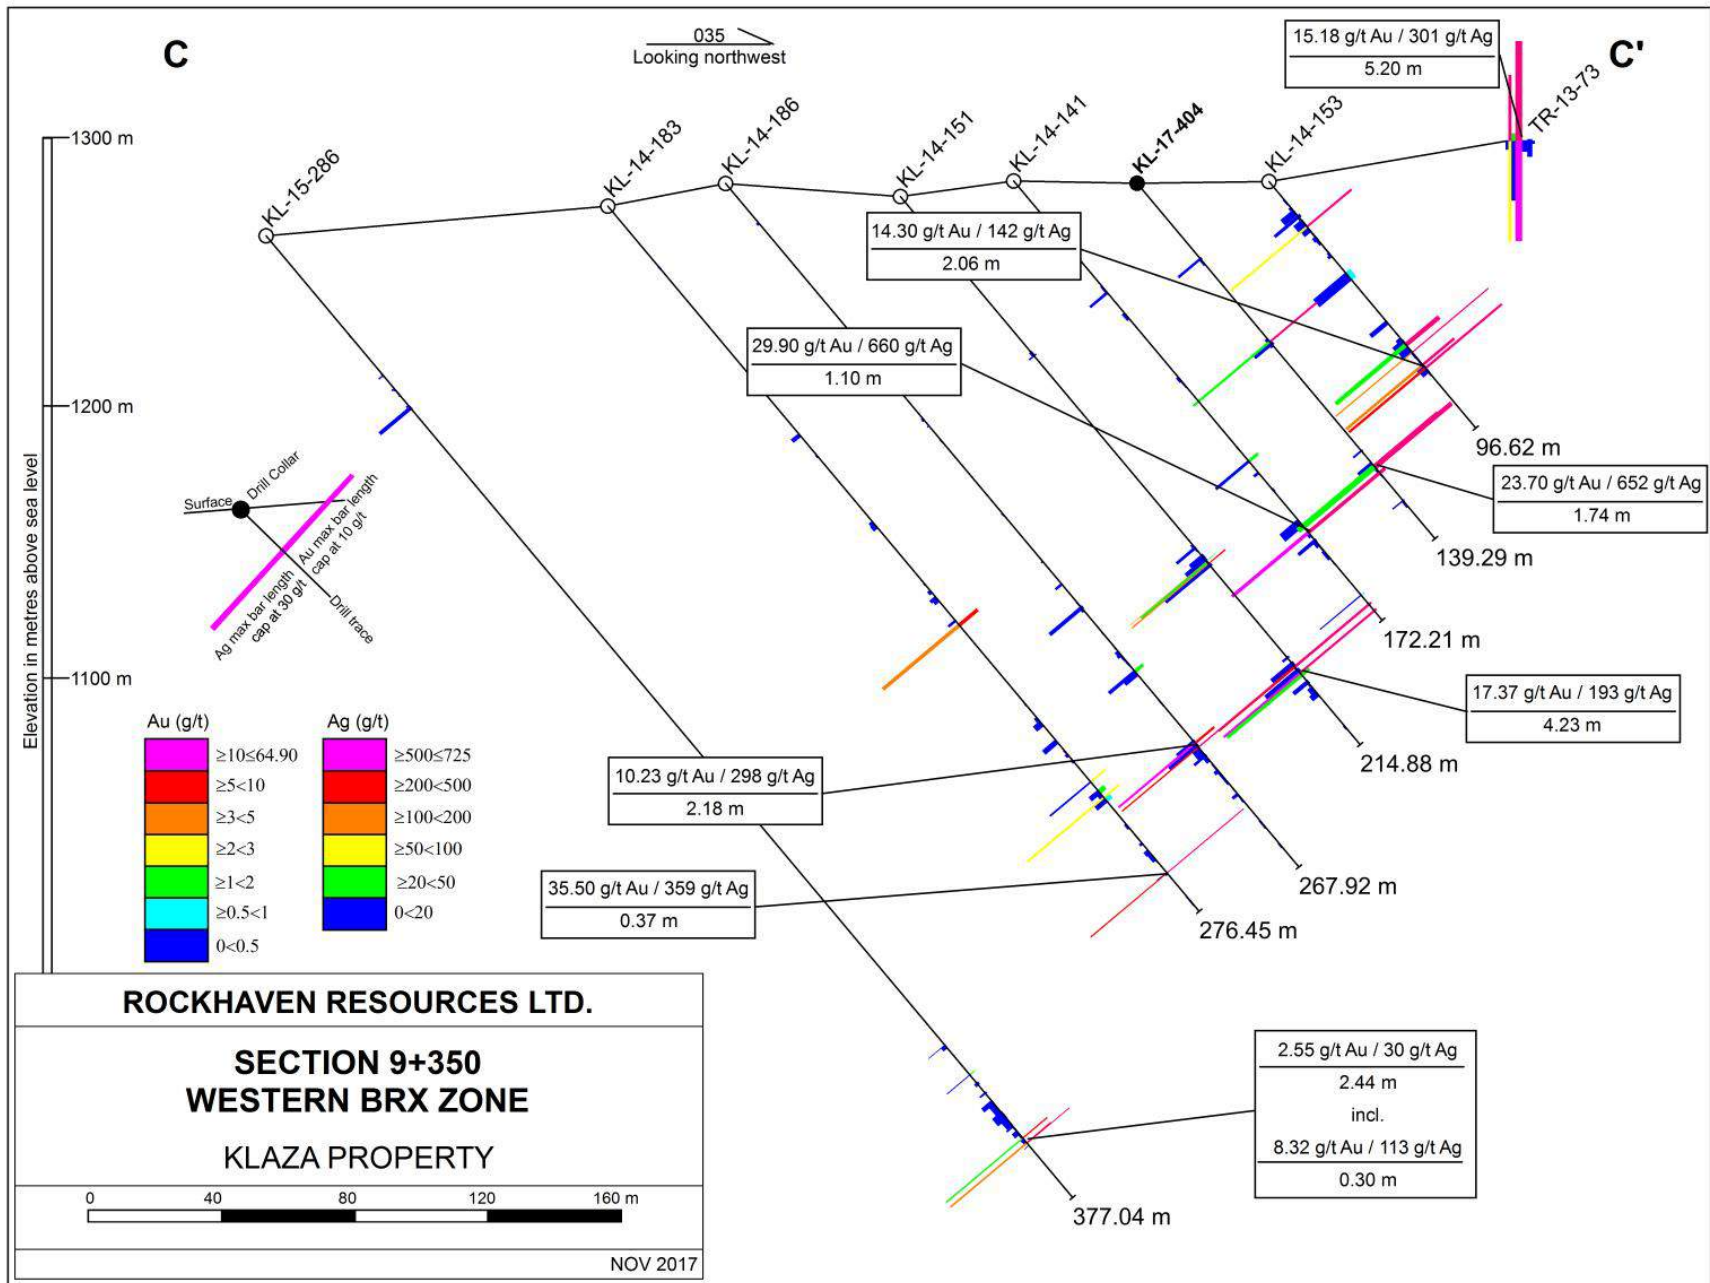 C
035
Looking northwest
C'
15.18 g/t Au / 301 g/t Ag
5.20 m
TR-13-73
KL-15-286
KL-14-183
KL-14-186
KL-14-151
KL-14-141
KL-17-404
KL-14-153
1300 m
1200 m
1100 m
Elevation in metres above sea level
14.30 g/t Au / 142 g/t Ag
2.06 m
29.90 g/t Au / 660 g/t Ag
1.10 m
96.62 m
23.70 g/t Au / 652 g/t Ag
1.74 m
139.29 m
172.21 m
17.37 g/t Au / 193 g/t Ag
4.23 m
214.88 m
10.23 g/t Au / 298 g/t Ag
2.18 m
267.92 m
35.50 g/t Au / 359 g/t Ag
0.37 m
276.45 m
2.55 g/t Au / 30 g/t Ag
2.44 m
incl.
8.32 g/t Au / 113 g/t Ag
0.30 m
377.04 m
Surface
Drill Collar
Au max bar length
cap at 10 g/t
Ag max bar length
cap at 30 g/t
Drill trace
Au (g/t)
≥10≤64.90
≥5<10
≥3<5
≥2<3
≥1<2
≥0.5<1
0<0.5
Ag (g/t)
≥500≤725
≥200<500
≥100<200
≥50<100
≥20<50
0<20
ROCKHAVEN RESOURCES LTD.
SECTION 9+350
WESTERN BRX ZONE
KLAZA PROPERTY
0 40 80 120 160 m
NOV 2017